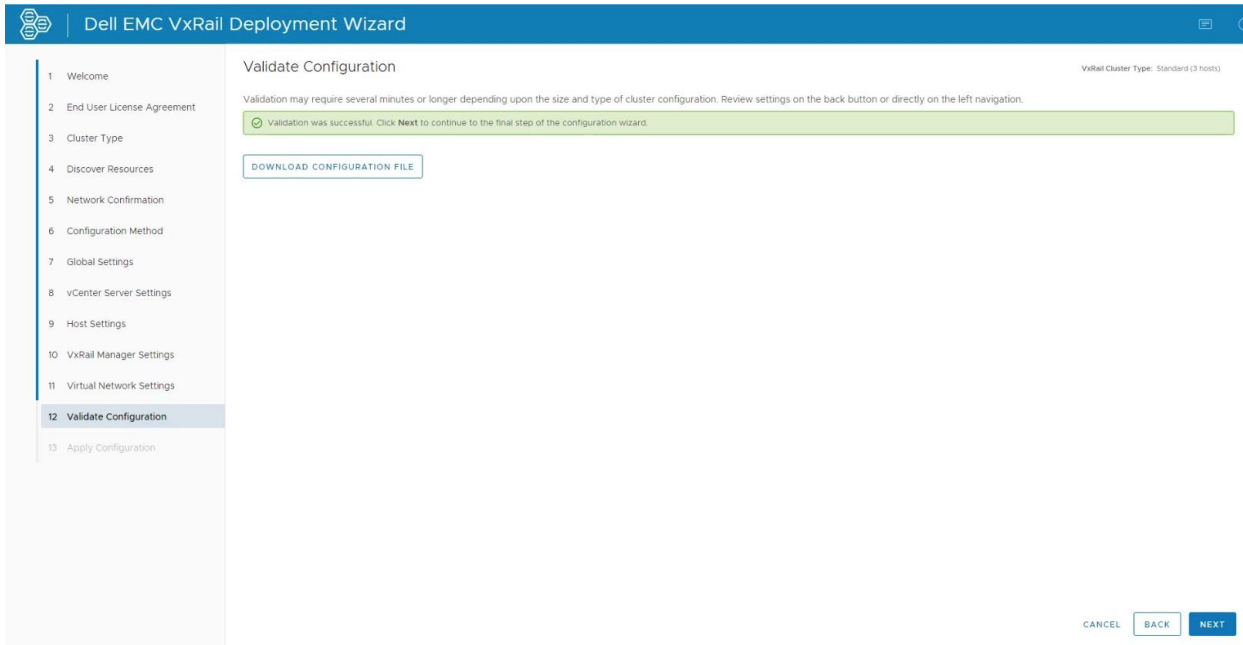 Dell EMC VxRail Deployment Wizard
1 Welcome
2 End User License Agreement
3 Cluster Type
4 Discover Resources
5 Network Confirmation
6 Configuration Method
7 Global Settings
8 vCenter Server Settings
9 Host Settings
10 VxRail Manager Settings
11 Virtual Network Settings
12 Validate Configuration
13 Apply Configuration
Validate Configuration
VxRail Cluster Type: Standard (3 hosts)
Validation may require several minutes or longer depending upon the size and type of cluster configuration. Review settings on the back button or directly on the left navigation.
Validation was successful. Click Next to continue to the final step of the configuration wizard.
DOWNLOAD CONFIGURATION FILE
CANCEL BACK NEXT